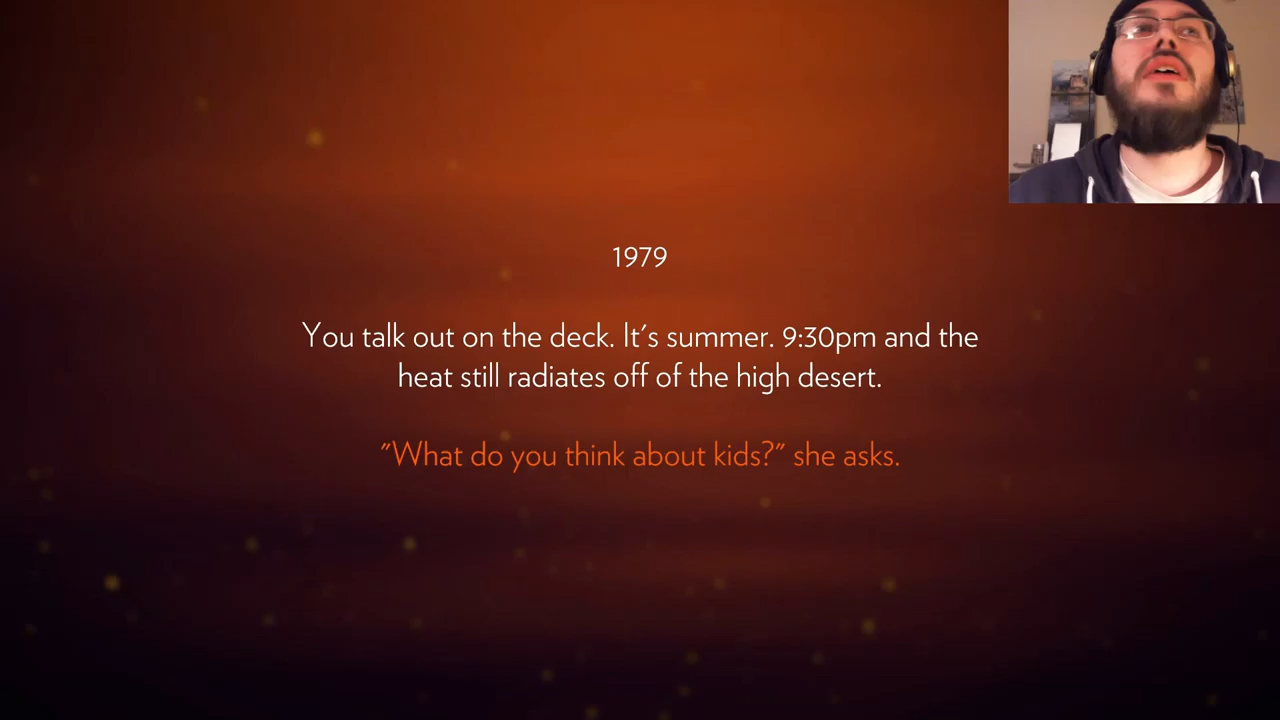 1979
You talk out on the deck. It's summer. 9:30pm and the
heat still radiates off of the high desert.
"What do you think about kids?" she asks.